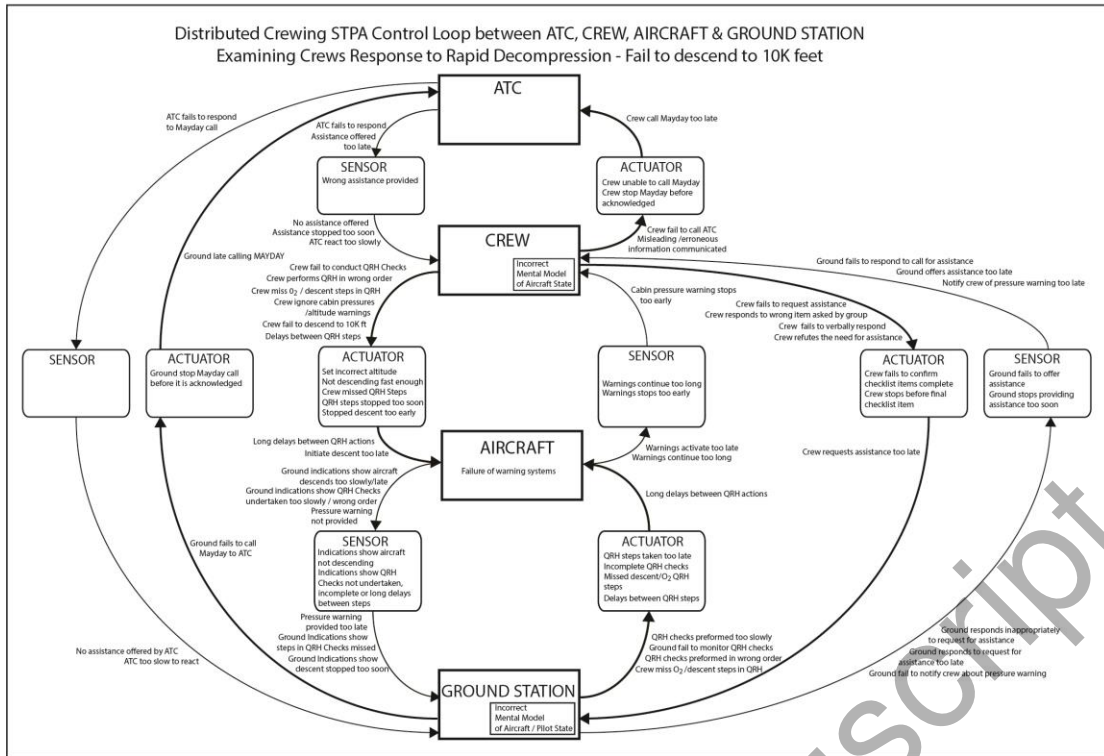 Distributed Crewing STPA Control Loop between ATC, CREW, AIRCRAFT & GROUND STATION
Examining Crews Response to Rapid Decompression - Fail to descend to 10K feet
ATC
ATC fails to respond
to Mayday call
ATC fails to respond
Assistance offered
too late
Crew call Mayday too late
SENSOR
Wrong assistance provided
ACTUATOR
Crew unable to call Mayday
Crew stop Mayday before
acknowledged
No assistance offered
Assistance stopped too soon
ATC react too slowly
Crew fail to call ATC
Misleading /erroneous
information communicated
CREW
Incorrect
Mental Model
of Aircraft State
Ground late calling MAYDAY
Crew fail to conduct QRH Checks
Crew performs QRH in wrong order
Crew miss O2 / descent steps in QRH
Crew ignore cabin pressures
/altitude warnings
Crew fail to descend to 10K ft
Delays between QRH steps
Cabin pressure warning stops
too early
Ground fails to respond to call for assistance
Ground offers assistance too late
Notify crew of pressure warning too late
Crew fails to request assistance
Crew responds to wrong item asked by group
Crew fails to verbally respond
Crew refutes the need for assistance
SENSOR
ACTUATOR
Ground stop Mayday call
before it is acknowledged
ACTUATOR
Set incorrect altitude
Not descending fast enough
Crew missed QRH Steps
QRH steps stopped too soon
Stopped descent too early
SENSOR
Warnings continue too long
Warnings stops too early
ACTUATOR
Crew fails to confirm
checklist items complete
Crew stops before final
checklist item
SENSOR
Ground fails to offer
assistance
Ground stops providing
assistance too soon
Long delays between QRH actions
Initiate descent too late
AIRCRAFT
Failure of warning systems
Warnings activate too late
Warnings continue too long
Crew requests assistance too late
Ground indications show aircraft
descends too slowly/late
Ground indications show QRH Checks
undertaken too slowly / wrong order
Pressure warning
not provided
Long delays between QRH actions
Ground fails to call
Mayday to ATC
SENSOR
Indications show aircraft
not descending
Indications show QRH
Checks not undertaken,
incomplete or long delays
between steps
ACTUATOR
QRH steps taken too late
Incomplete QRH checks
Missed descent/O2 QRH
steps
Delays between QRH steps
No assistance offered by ATC
ATC too slow to react
Pressure warning
provided too late
Ground Indications show
steps in QRH Checks missed
Ground Indications show
descent stopped too soon
QRH checks preformed too slowly
Ground fail to monitor QRH checks
QRH checks preformed in wrong order
Crew miss O2 /descent steps in QRH
Ground responds inappropriately
to request for assistance
Ground responds to request for
assistance too late
Ground fail to notify crew about pressure warning
GROUND STATION
Incorrect
Mental Model
of Aircraft / Pilot State